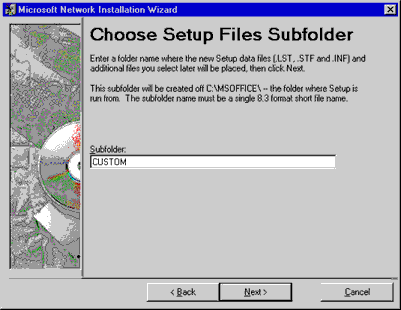 Microsoft Network Installation Wizard
Choose Setup Files Subfolder
Enter a folder name where the new Setup data files (.LST, .STF and .INF) and
additional files you select later will be placed, then click Next.
This subfolder will be created off C:\MSOFFICE\ -- the folder where Setup is
run from.  The subfolder name must be a single 8.3 format short file name.
Subfolder:
CUSTOM
< Back
Next >
Cancel